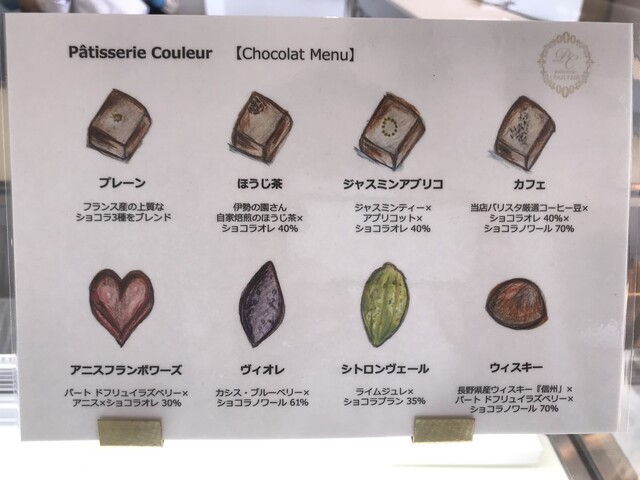 Pâtisserie Couleur 【Chocolat Menu】
プレーン
フランス産の上質な
ショコラ3種をブレンド
ほうじ茶
伊勢の園さん
自家焙煎のほうじ茶×
ショコラオレ 40%
ジャスミンアプリコ
ジャスミンティー×
アプリコット×
ショコラオレ 40%
カフェ
当店バリスタ厳選コーヒー豆×
ショコラオレ 40%×
ショコラノワール 70%
アニスフランボワーズ
パート ドフリュイラズベリー×
アニス×ショコラオレ 30%
ヴィオレ
カシス・ブルーベリー×
ショコラノワール 61%
シトロンヴェール
ライムジュレ×
ショコラブラン 35%
ウィスキー
長野県産ウィスキー『信州』×
パート ドフリュイラズベリー×
ショコラノワール 70%